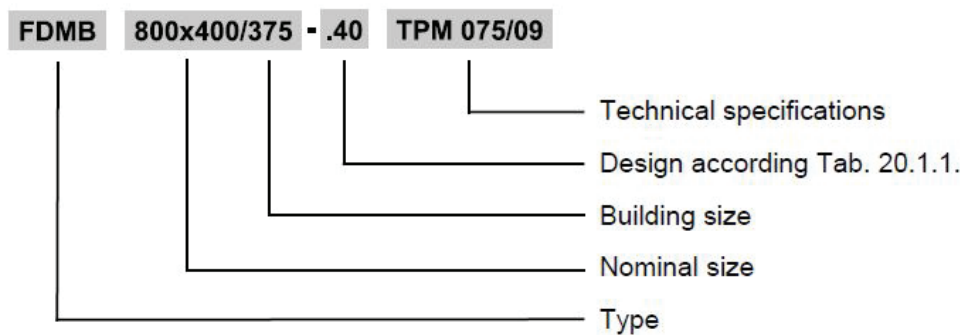 FDMB 800x400/375 - .40 TPM 075/09
Technical specifications
Design according Tab. 20.1.1.
Building size
Nominal size
Type